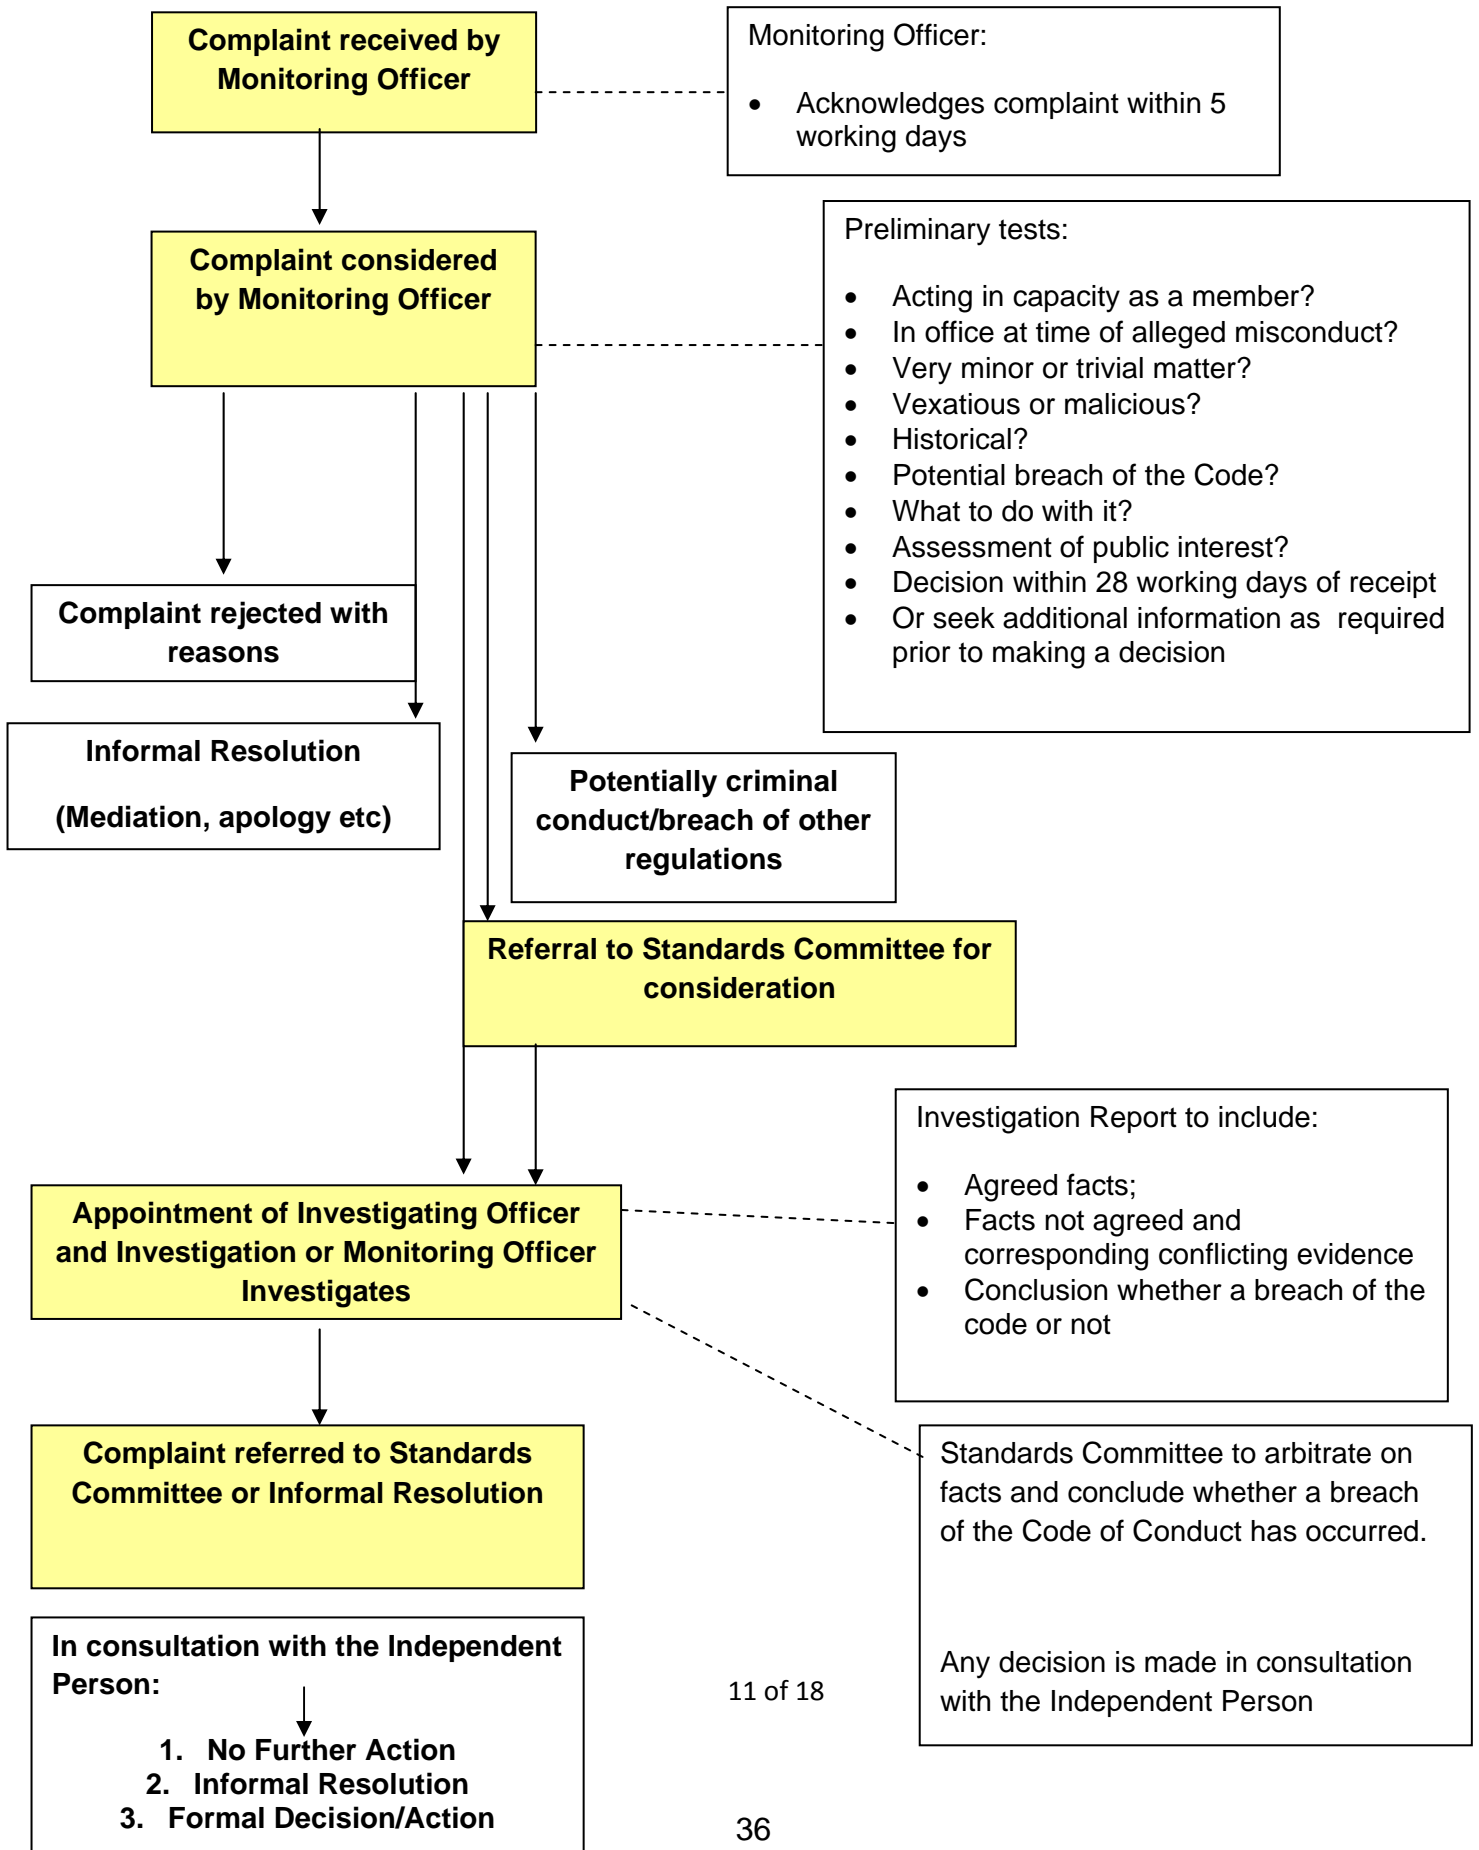 Complaint received by
Monitoring Officer
Monitoring Officer:
• Acknowledges complaint within 5
working days
Complaint considered
by Monitoring Officer
Preliminary tests:
• Acting in capacity as a member?
• In office at time of alleged misconduct?
• Very minor or trivial matter?
• Vexatious or malicious?
• Historical?
• Potential breach of the Code?
• What to do with it?
• Assessment of public interest?
• Decision within 28 working days of receipt
• Or seek additional information as required
prior to making a decision
Complaint rejected with
reasons
Informal Resolution
(Mediation, apology etc)
Potentially criminal
conduct/breach of other
regulations
Referral to Standards Committee for
consideration
Appointment of Investigating Officer
and Investigation or Monitoring Officer
Investigates
Investigation Report to include:
• Agreed facts;
• Facts not agreed and
corresponding conflicting evidence
• Conclusion whether a breach of the
code or not
Complaint referred to Standards
Committee or Informal Resolution
Standards Committee to arbitrate on
facts and conclude whether a breach
of the Code of Conduct has occurred.
Any decision is made in consultation
with the Independent Person
In consultation with the Independent
Person:
1. No Further Action
2. Informal Resolution
3. Formal Decision/Action
11 of 18
36